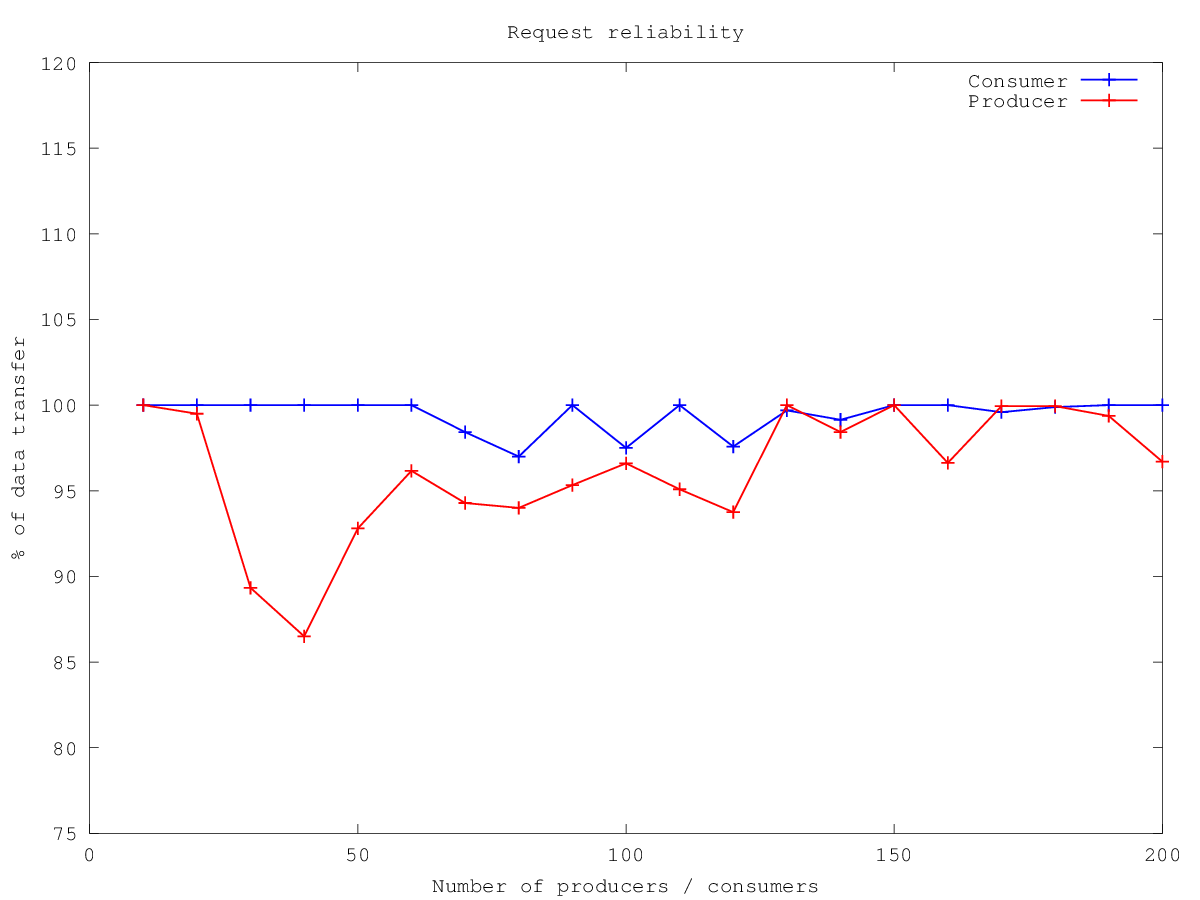 Request reliability
120
115
110
105
100
95
90
85
80
75
% of data transfer
Consumer
Producer
0 50 100 150 200
Number of producers / consumers